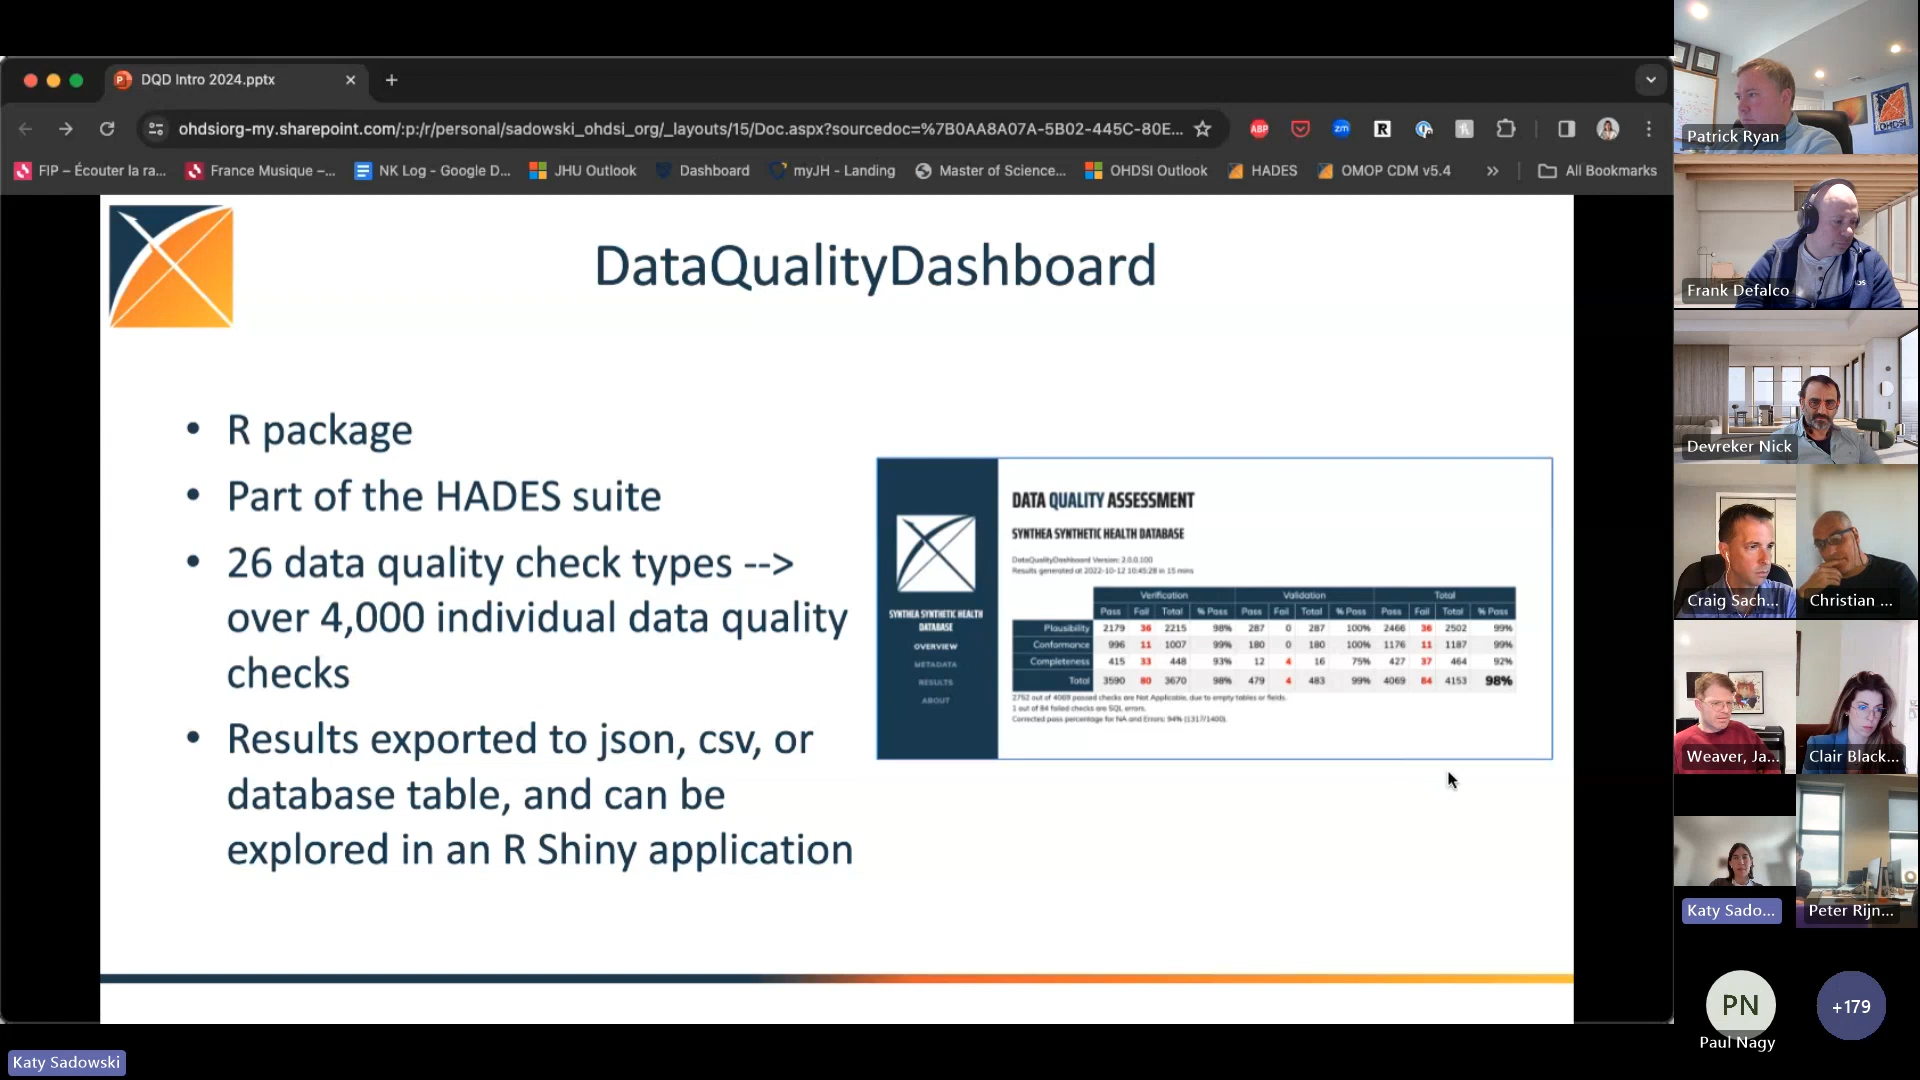 DQD Intro 2024.pptx
ohdsiorg-my.sharepoint.com/:p:/r/personal/sadowski_ohdsi_org/_layouts/15/Doc.aspx?sourcedoc=%7B0AA8A07A-5B02-445C-80E...
FIP – Écouter la ra... France Musique –... NK Log - Google D... JHU Outlook Dashboard myJH - Landing Master of Science... OHDSI Outlook HADES OMOP CDM v5.4 » All Bookmarks
DataQualityDashboard
• R package
• Part of the HADES suite
• 26 data quality check types -->
over 4,000 individual data quality
checks
• Results exported to json, csv, or
database table, and can be
explored in an R Shiny application
SYNTHEA SYNTHETIC HEALTH
DATABASE
OVERVIEW
METADATA
RESULTS
ABOUT
DATA QUALITY ASSESSMENT
SYNTHEA SYNTHETIC HEALTH DATABASE
DataQualityDashboard Version: 2.0.0.100
Results generated at 2022-10-12 10:45:28 in 15 mins
Verification Validation Total
Pass Fail Total % Pass Pass Fail Total % Pass Pass Fail Total % Pass
Plausibility 2179 36 2215 98% 287 0 287 100% 2466 36 2502 99%
Conformance 996 11 1007 99% 180 0 180 100% 1176 11 1187 99%
Completeness 415 33 448 93% 12 4 16 75% 427 37 464 92%
Total 3590 80 3670 98% 479 4 483 99% 4069 84 4153 98%
2752 out of 4069 passed checks are Not Applicable, due to empty tables or fields.
1 out of 84 failed checks are SQL errors.
Corrected pass percentage for NA and Errors: 94% (1317/1400).
Patrick Ryan
Frank Defalco
Devreker Nick
Craig Sach... Christian ...
Weaver, Ja... Clair Black...
Katy Sado... Peter Rijn...
PN
+179
Paul Nagy
Katy Sadowski
ABP
zm
R
OHDSI